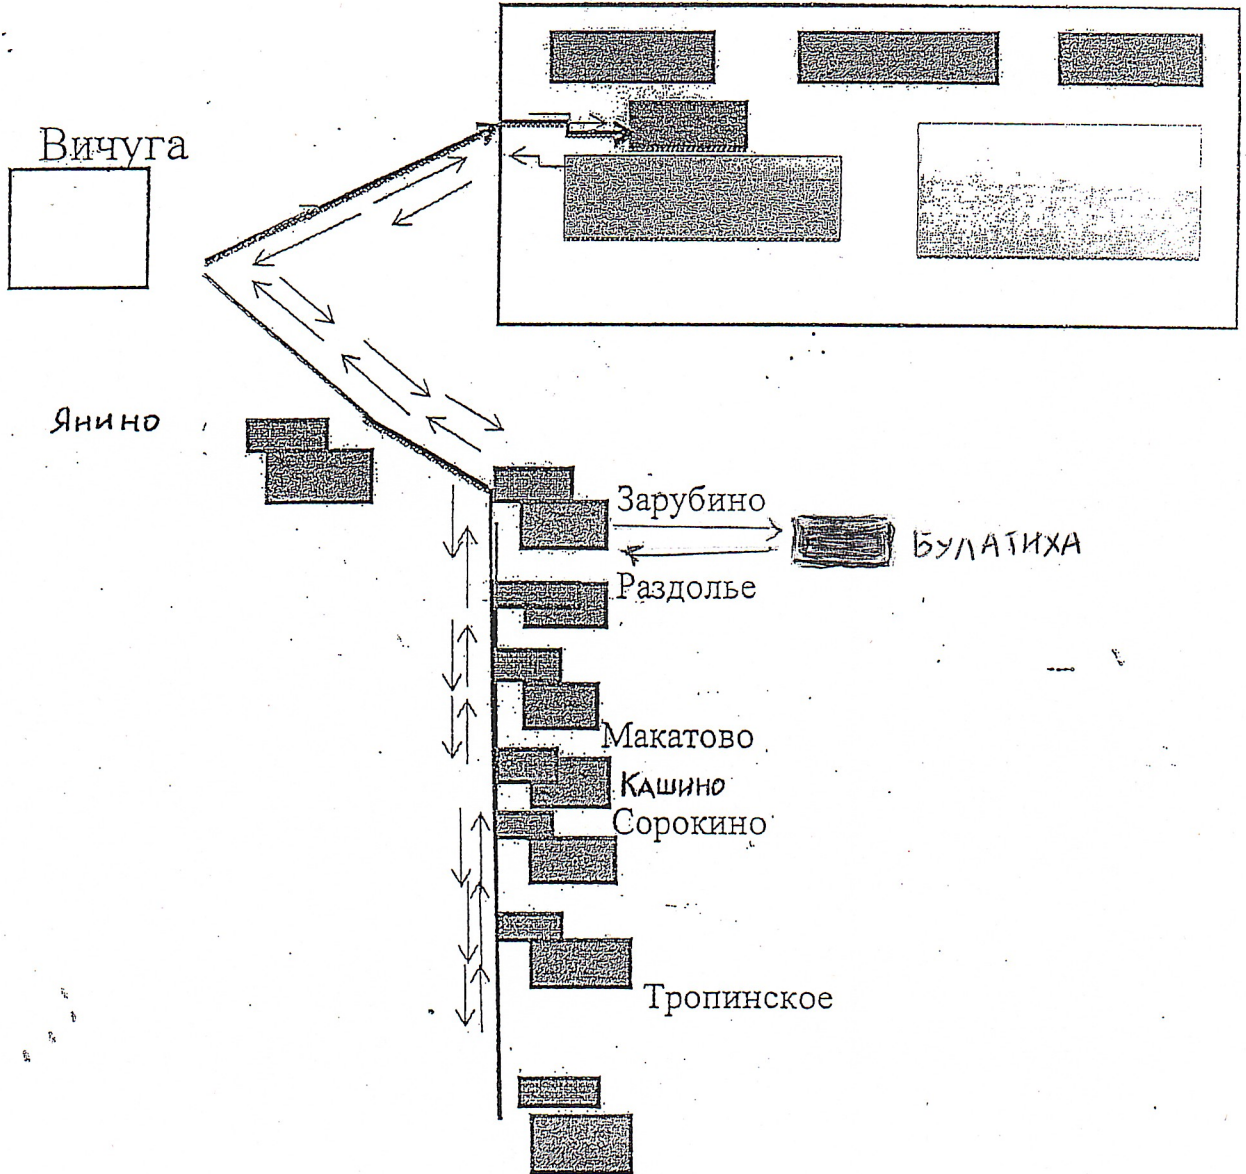 Вичуга
Янино
Зарубино
БУЛАТИХА
Раздолье
Макатово
Кашино
Сорокино
Тропинское